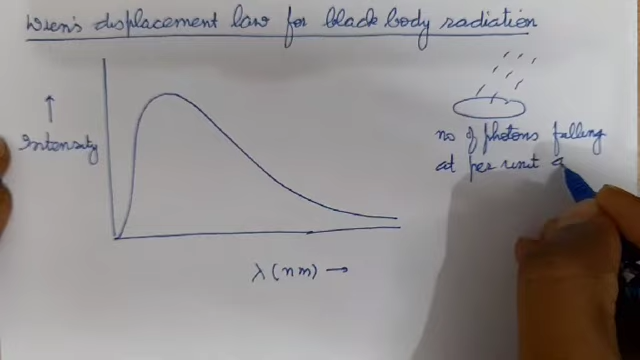 Wien's displacement law for black body radiation
Intensity
no of photons falling
at per unit a
λ (nm) →